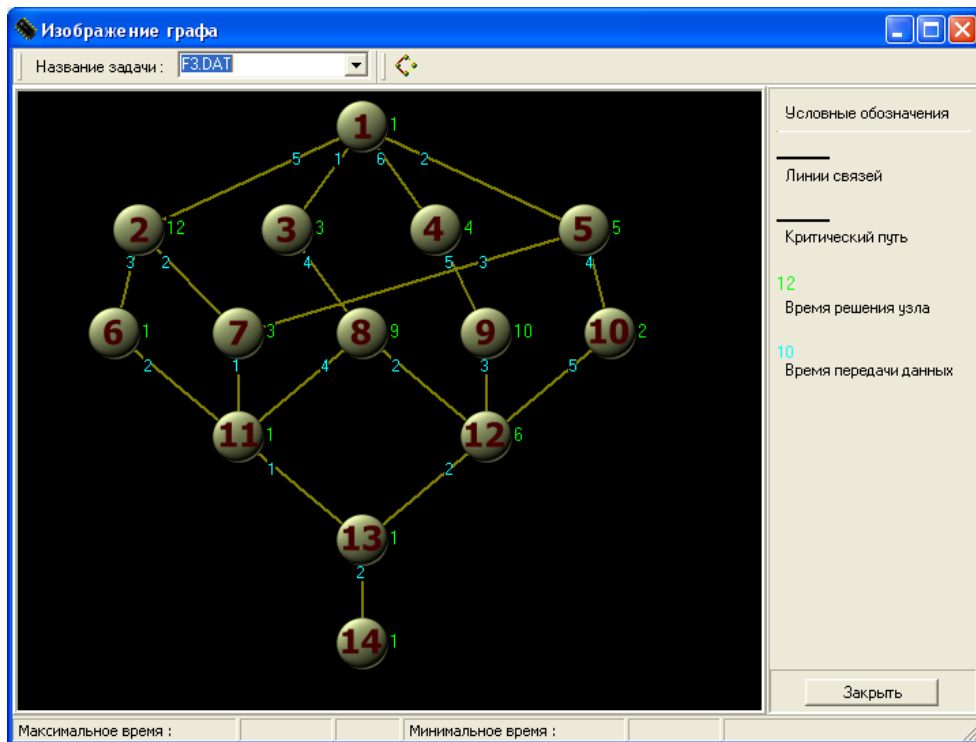 Изображение графа
Название задачи : F3.DAT
1 1
5 1 6 2
2 12 3 3 4 4 5 5
3 2 4 5 3 4
6 1 7 3 8 9 9 10 10 2
2 1 4 2 3 5
11 1 12 6
1 2
13 1
2
14 1
Условные обозначения
Линии связей
Критический путь
12
Время решения узла
10
Время передачи данных
Закрыть
Максимальное время : Минимальное время :